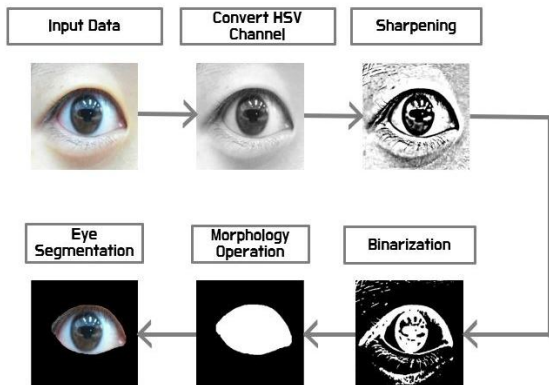 Input Data
Convert HSV
Channel
Sharpening
Eye
Segmentation
Morphology
Operation
Binarization